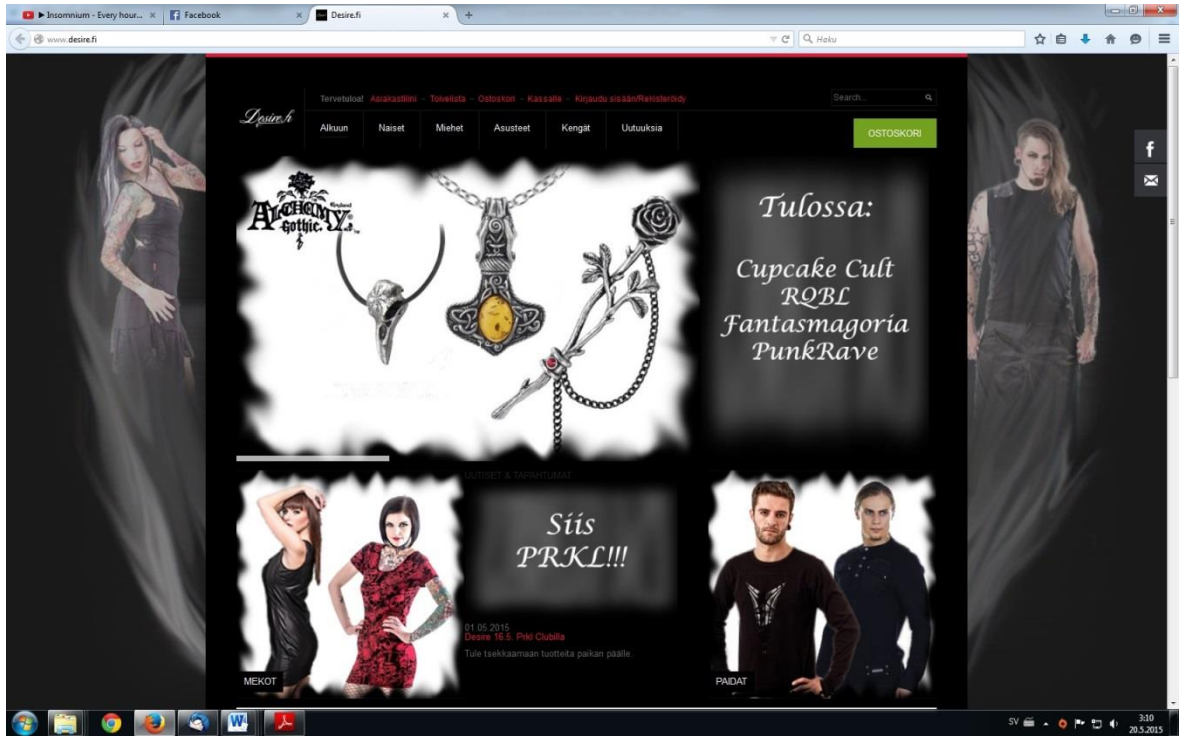 ▶ Insomnium - Every hour...
Facebook
Desire.fi
www.desire.fi
Haku
Tervetuloa! Asiakastilini - Toivelista - Ostoskori - Kassalle - Kirjaudu sisään/Rekisteröidy
Search...
Desire.fi
Alkuun Naiset Miehet Asusteet Kengät Uutuuksia
OSTOSKORI
ALCHEMY
England
Gothic.
Tulossa:
Cupcake Cult
RQBL
Fantasmagoria
PunkRave
UUTISET & TAPAHTUMAT
Siis
PRKL!!!
01.05.2015
Desire 16.5. Prkl Clubilla
Tule tsekkaamaan tuotteita paikan päälle.
MEKOT
PAIDAT
SV
3:10
20.5.2015